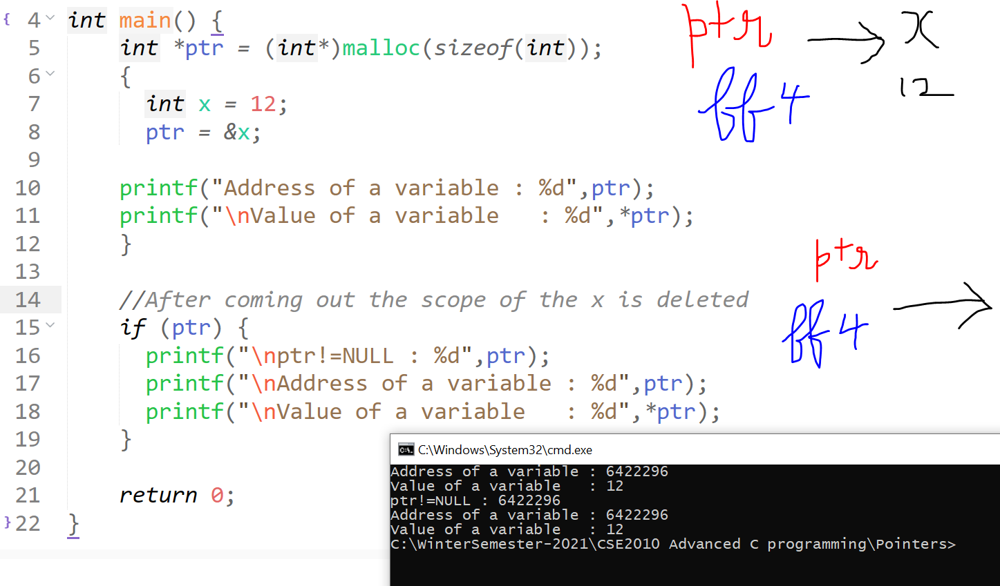 4 int main() {
5 int *ptr = (int*)malloc(sizeof(int));
6 {
7 int x = 12;
8 ptr = &x;
9
10 printf("Address of a variable : %d",ptr);
11 printf("\nValue of a variable   : %d",*ptr);
12 }
13
14 //After coming out the scope of the x is deleted
15 if (ptr) {
16 printf("\nptr!=NULL : %d",ptr);
17 printf("\nAddress of a variable : %d",ptr);
18 printf("\nValue of a variable   : %d",*ptr);
19 }
20
21 return 0;
22 }
ptr → x
ff4 12
ptr
ff4 →
C:\Windows\System32\cmd.exe
Address of a variable : 6422296
Value of a variable   : 12
ptr!=NULL : 6422296
Address of a variable : 6422296
Value of a variable   : 12
C:\WinterSemester-2021\CSE2010 Advanced C programming\Pointers>